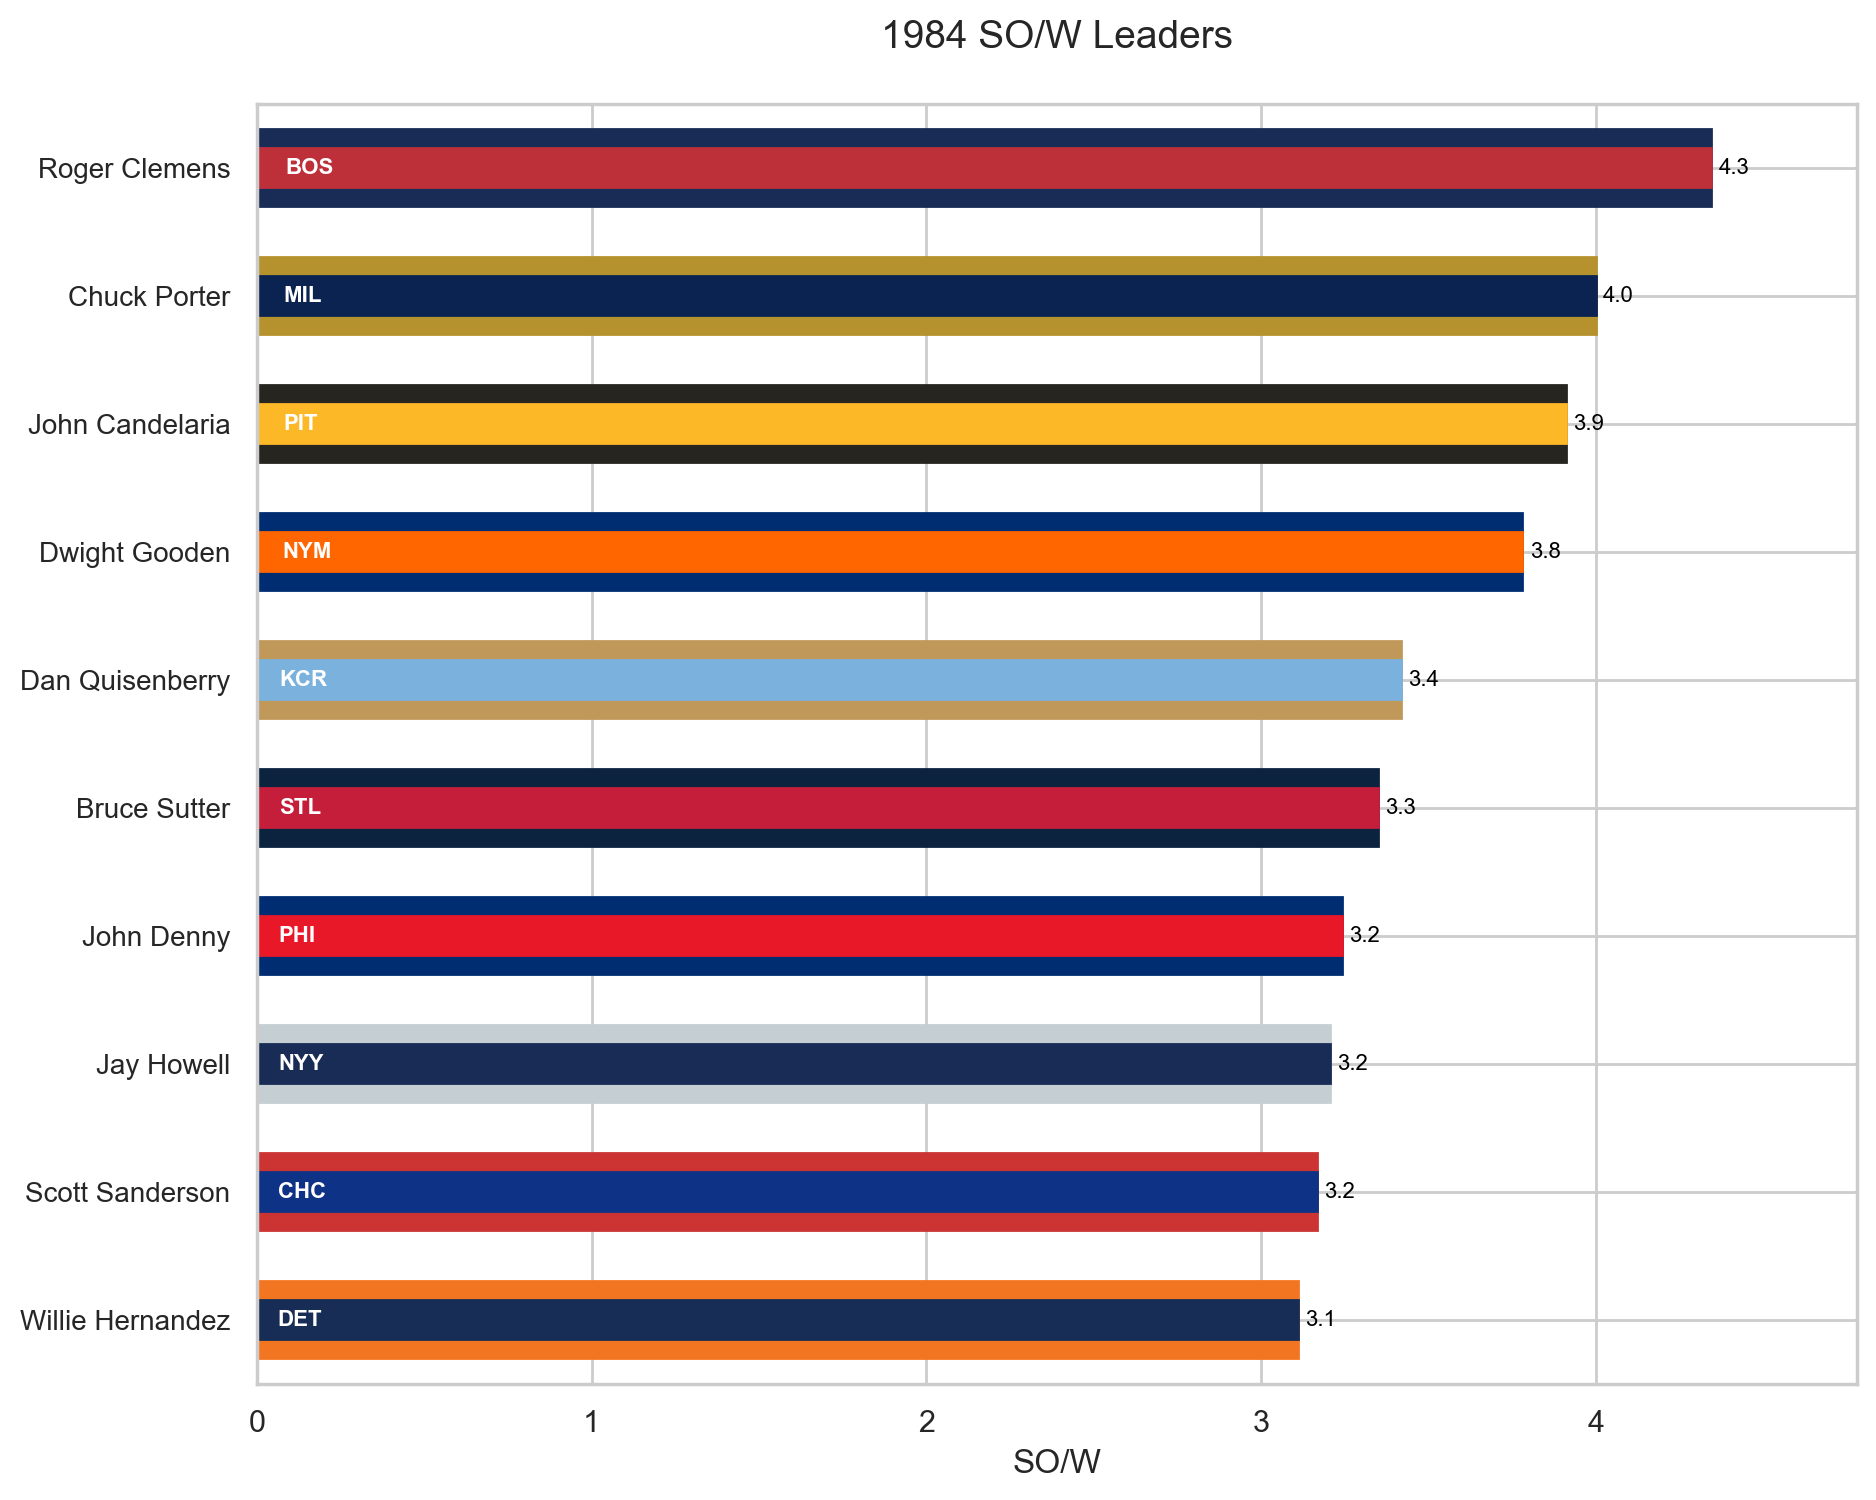 1984 SO/W Leaders
Roger Clemens BOS 4.3
Chuck Porter MIL 4.0
John Candelaria PIT 3.9
Dwight Gooden NYM 3.8
Dan Quisenberry KCR 3.4
Bruce Sutter STL 3.3
John Denny PHI 3.2
Jay Howell NYY 3.2
Scott Sanderson CHC 3.2
Willie Hernandez DET 3.1
0 1 2 3 4
SO/W